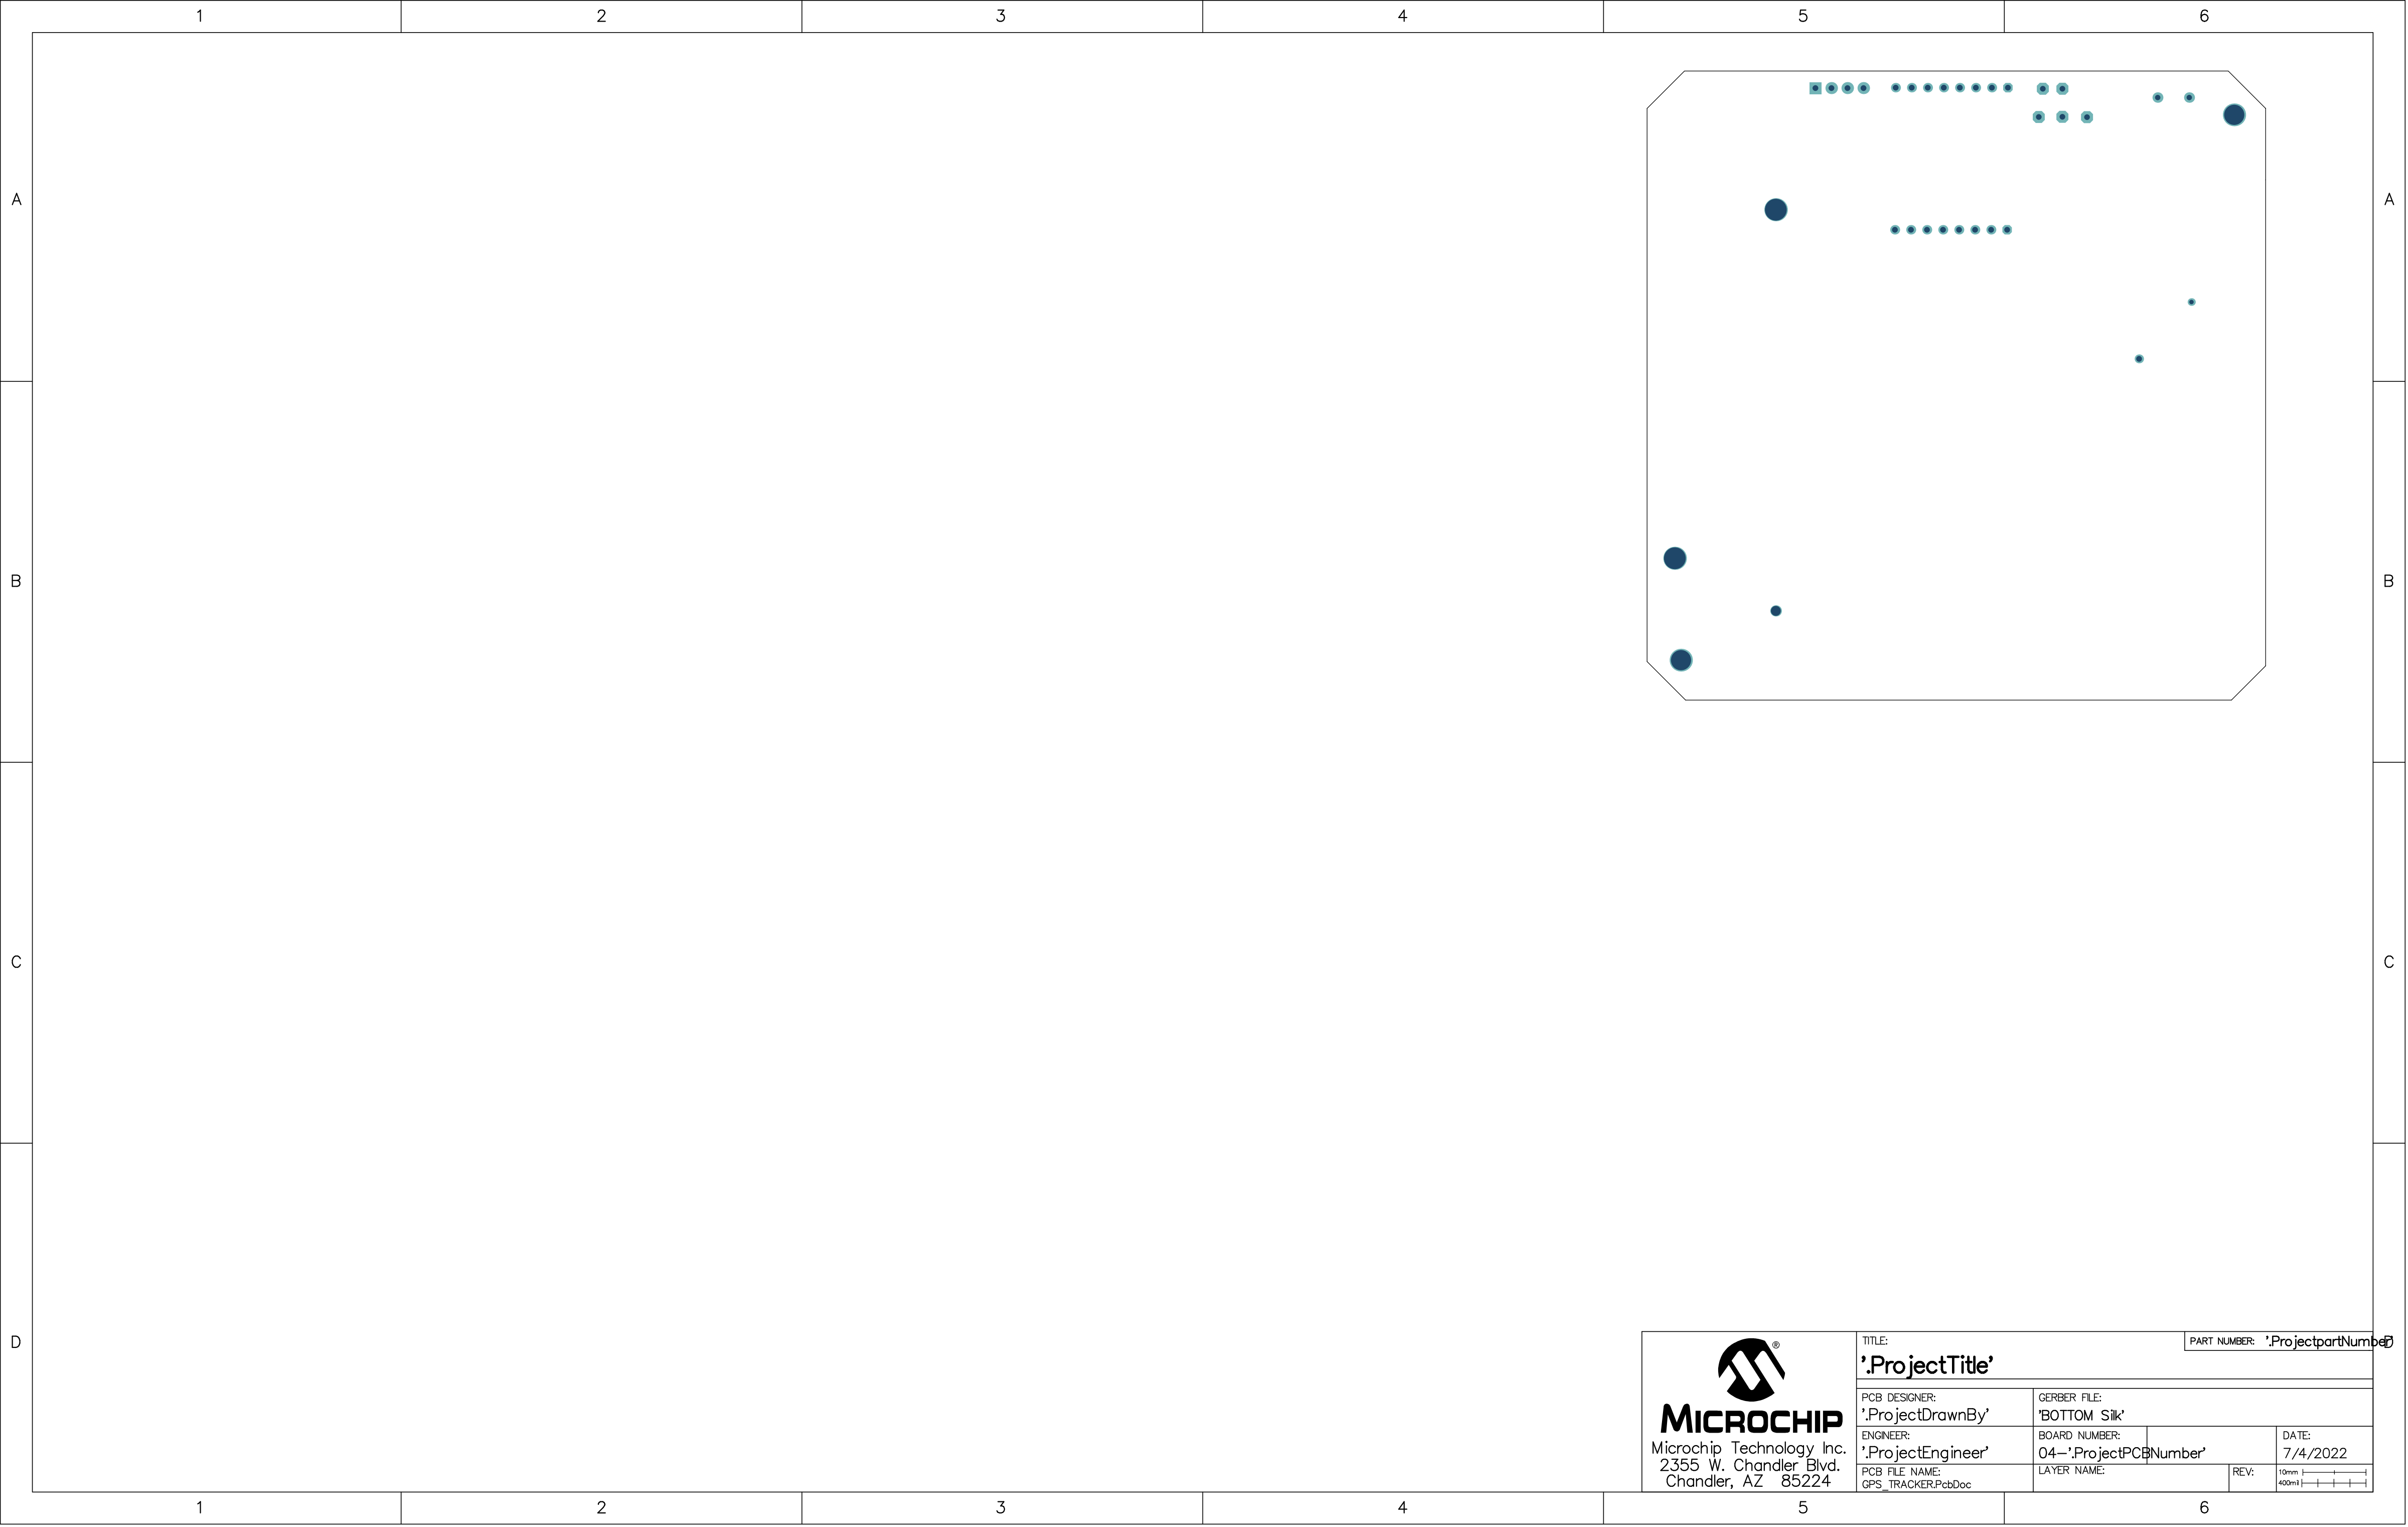 1 2 3 4 5 6
A A
B B
C C
D D
®
MICROCHIP
Microchip Technology Inc.
2355 W. Chandler Blvd.
Chandler, AZ 85224
TITLE:
'.ProjectTitle'
PART NUMBER: '.ProjectpartNumber'
PCB DESIGNER:
'.ProjectDrawnBy'
GERBER FILE:
'BOTTOM Silk'
ENGINEER:
'.ProjectEngineer'
BOARD NUMBER:
04-'.ProjectPCBNumber'
DATE:
7/4/2022
PCB FILE NAME:
GPS_TRACKER.PcbDoc
LAYER NAME:
REV:
10mm
400mil
1 2 3 4 5 6